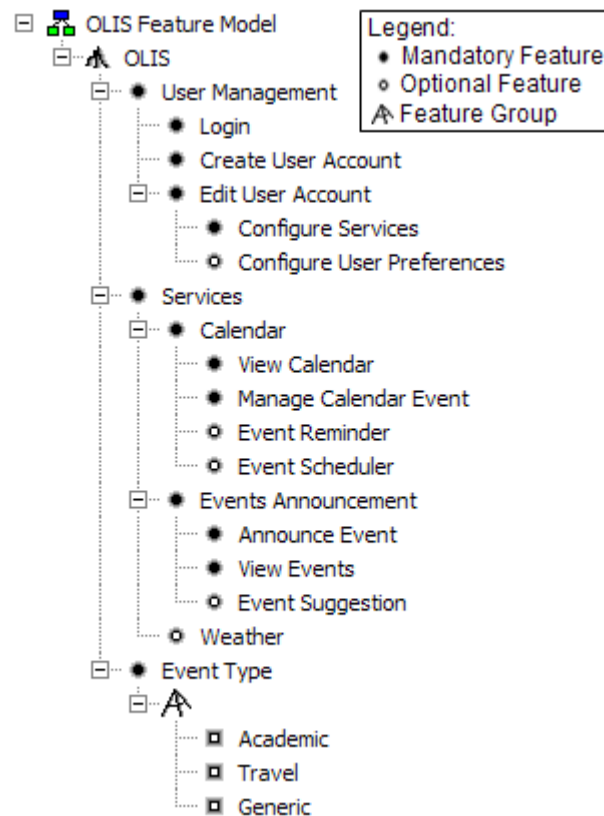 OLIS Feature Model
OLIS
User Management
Login
Create User Account
Edit User Account
Configure Services
Configure User Preferences
Services
Calendar
View Calendar
Manage Calendar Event
Event Reminder
Event Scheduler
Events Announcement
Announce Event
View Events
Event Suggestion
Weather
Event Type
Academic
Travel
Generic
Legend:
Mandatory Feature
Optional Feature
Feature Group